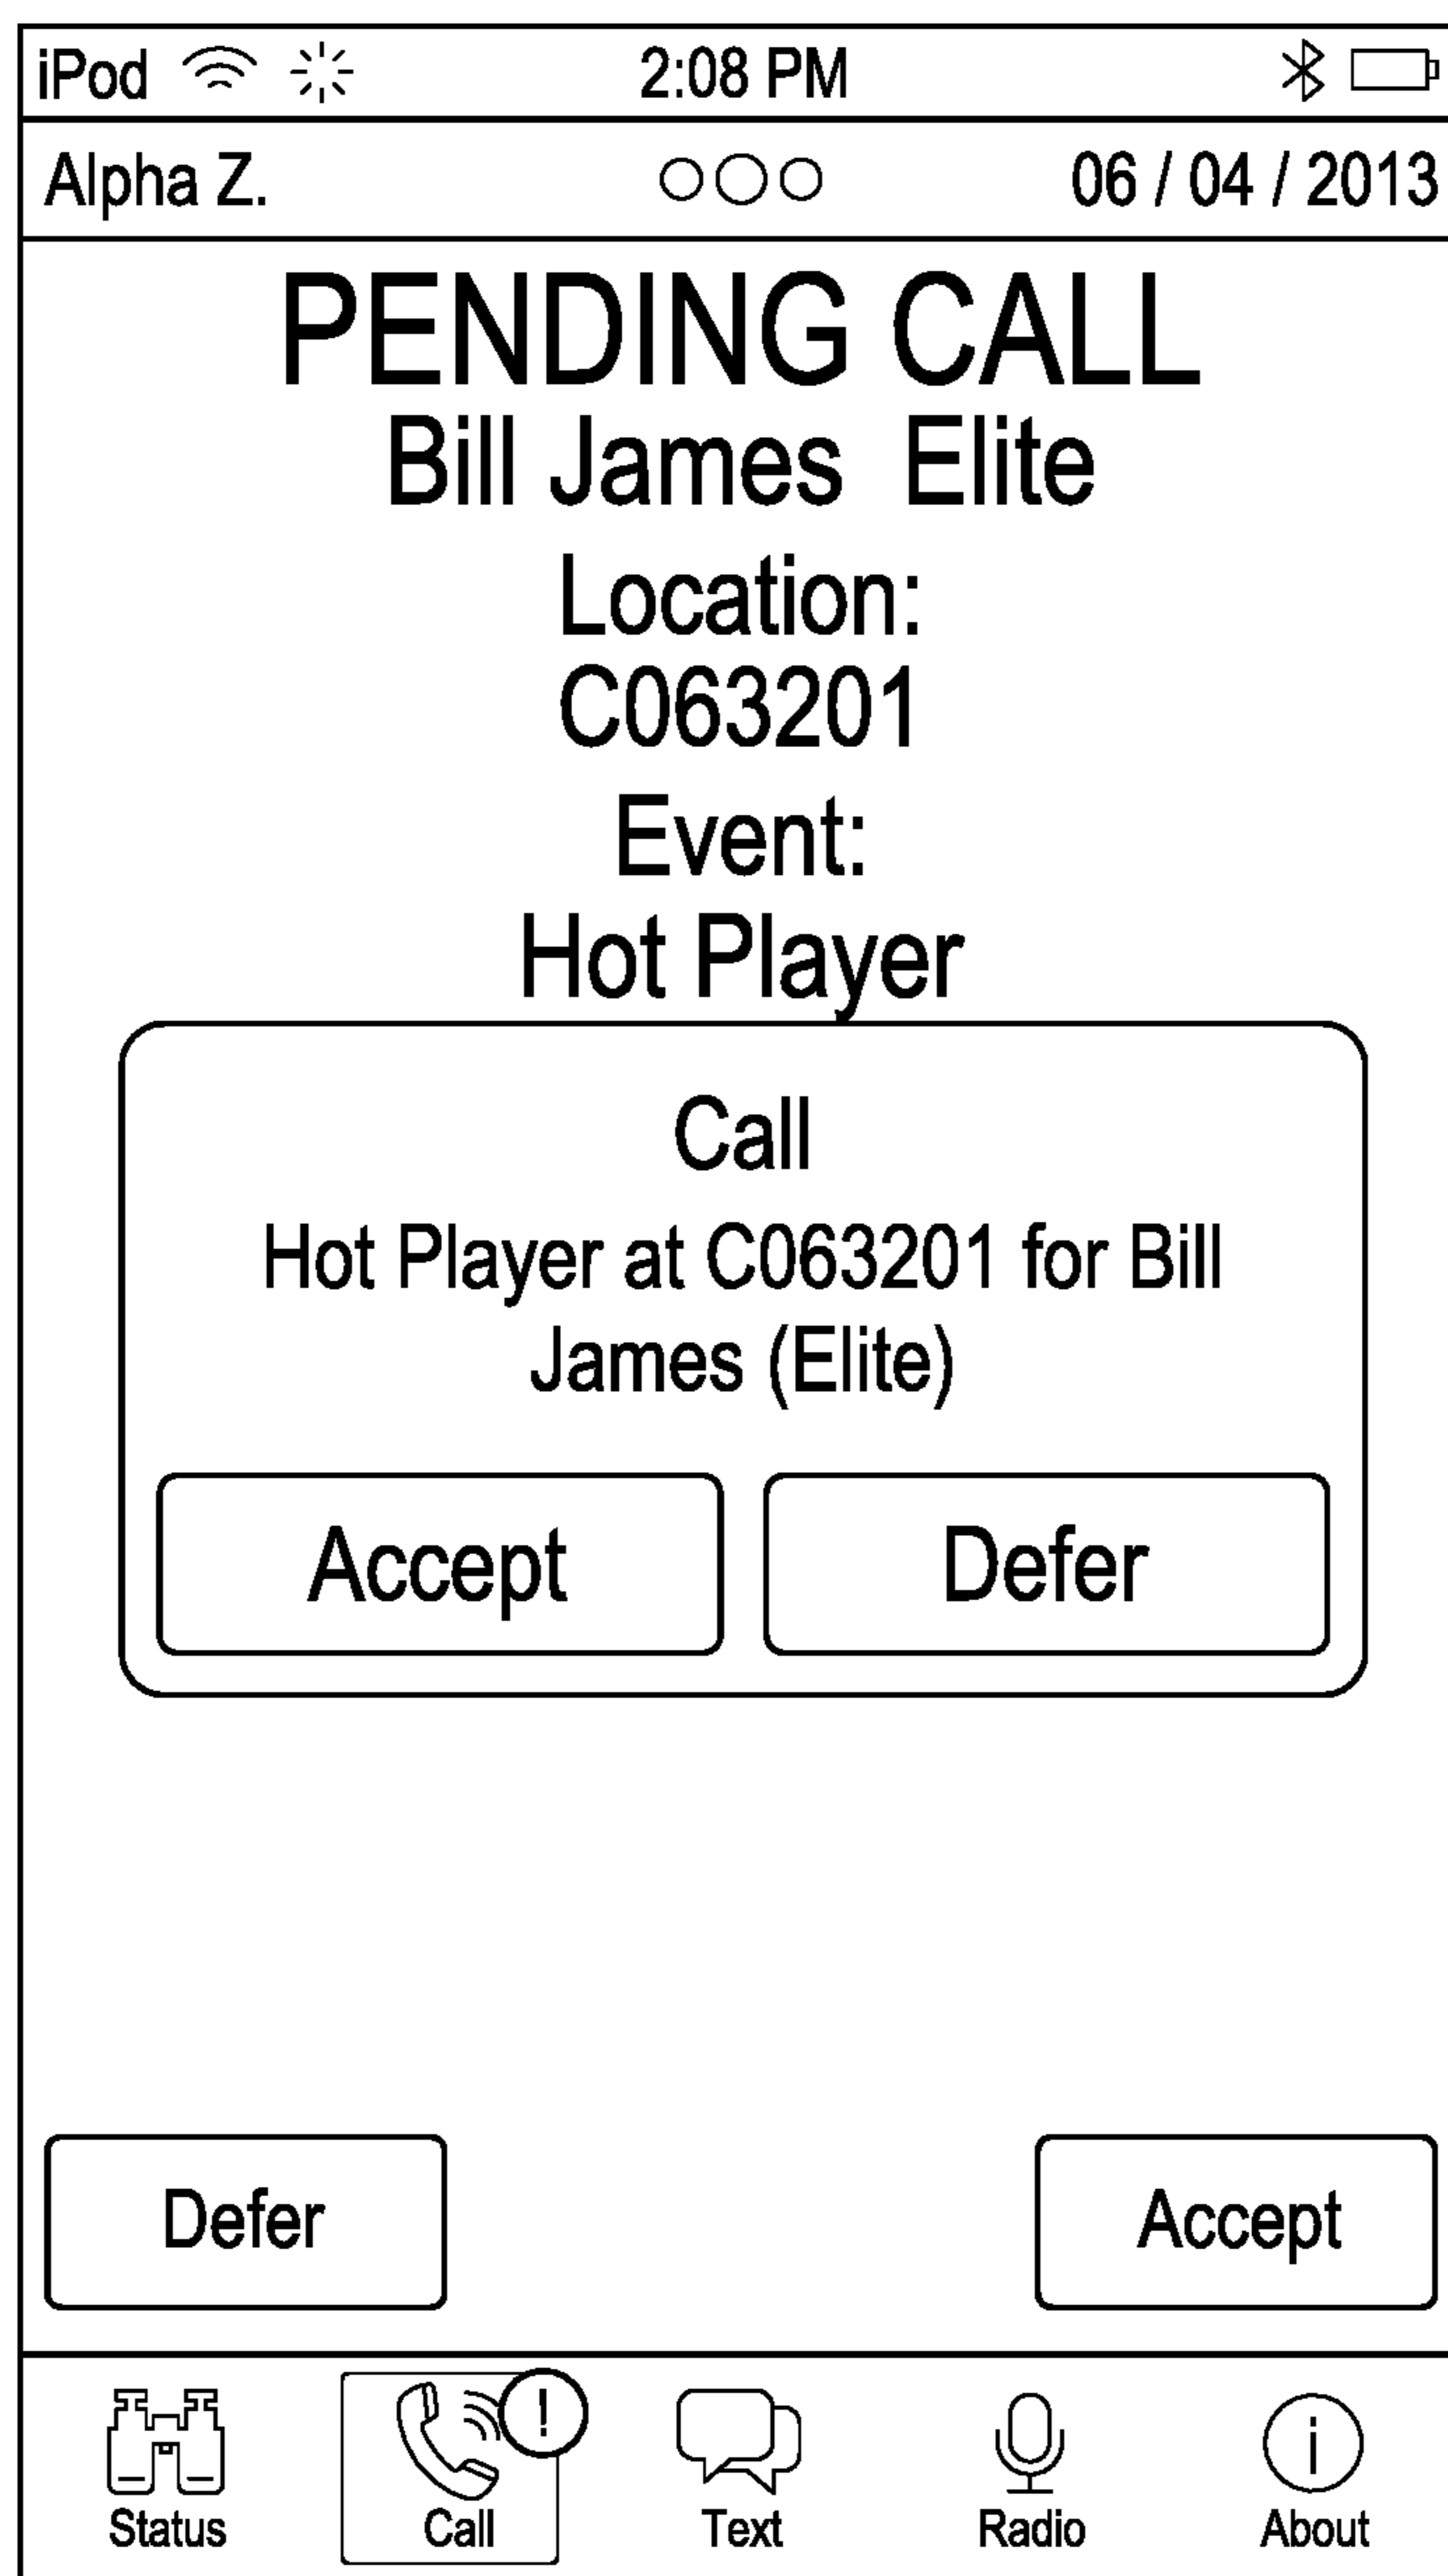 iPod 2:08 PM
Alpha Z. 06 / 04 / 2013
PENDING CALL
Bill James Elite
Location:
C063201
Event:
Hot Player
Call
Hot Player at C063201 for Bill
James (Elite)
Accept Defer
Defer Accept
!
i
Status Call Text Radio About